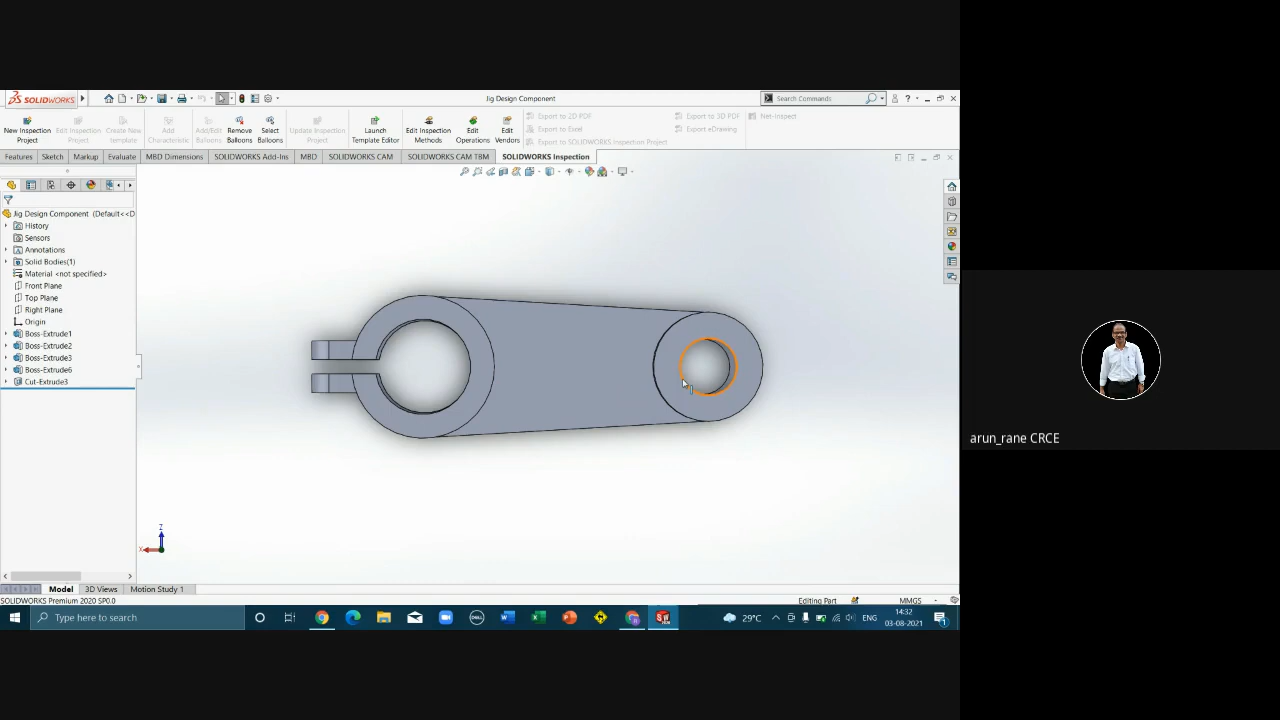 SOLIDWORKS
Jig Design Component
Search Commands
New Inspection Project
Edit Inspection Project
Create New template
Add Characteristic
Add/Edit Balloons
Remove Balloons
Select Balloons
Update Inspection Project
Launch Template Editor
Edit Inspection Methods
Edit Operations
Edit Vendors
Export to 2D PDF
Export to Excel
Export to SOLIDWORKS Inspection Project
Export to 3D PDF
Export eDrawing
Net-Inspect
Features Sketch Markup Evaluate MBD Dimensions SOLIDWORKS Add-Ins MBD SOLIDWORKS CAM SOLIDWORKS CAM TBM SOLIDWORKS Inspection
Jig Design Component (Default<<D
History
Sensors
Annotations
Solid Bodies(1)
Material <not specified>
Front Plane
Top Plane
Right Plane
Origin
Boss-Extrude1
Boss-Extrude2
Boss-Extrude3
Boss-Extrude6
Cut-Extrude3
Z
X
arun_rane CRCE
Model 3D Views Motion Study 1
SOLIDWORKS Premium 2020 SP0.0
Editing Part
MMGS
Type here to search
DELL
29°C
ENG
14:32
03-08-2021